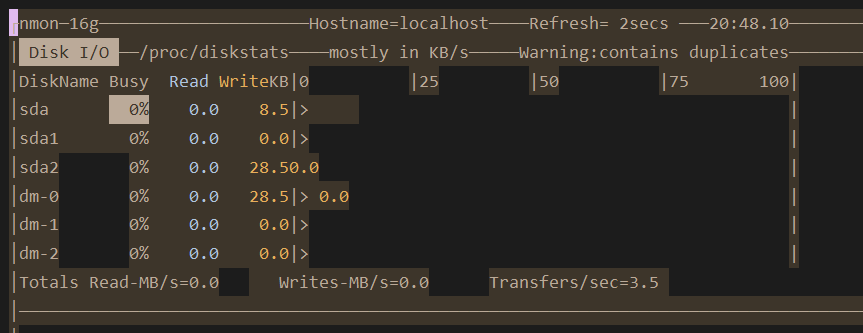 nmon─16g─────────────────────Hostname=localhost────Refresh= 2secs ───20:48.10───────
Disk I/O ──/proc/diskstats────mostly in KB/s─────Warning:contains duplicates──────
DiskName Busy  Read WriteKB|0          |25         |50          |75       100|
sda         0%    0.0    8.5|>                                                |
sda1       0%    0.0    0.0|>                                                |
sda2       0%    0.0   28.50.0                                               |
dm-0       0%    0.0   28.5|> 0.0                                            |
dm-1       0%    0.0    0.0|>                                                |
dm-2       0%    0.0    0.0|>                                                |
Totals Read-MB/s=0.0      Writes-MB/s=0.0      Transfers/sec=3.5